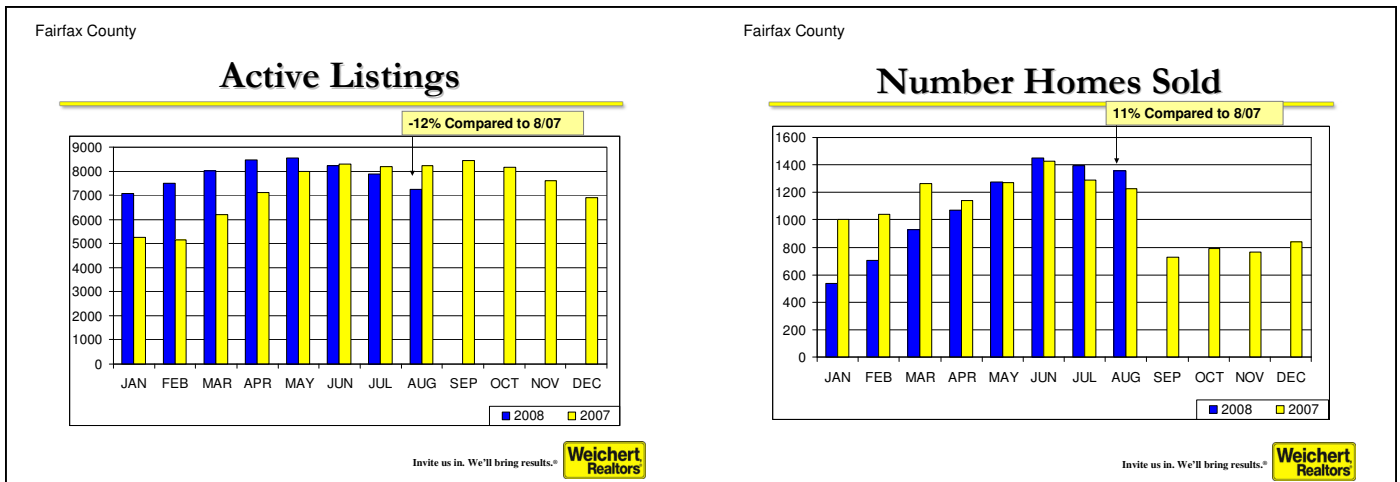 Fairfax County
Active Listings
-12% Compared to 8/07
9000
8000
7000
6000
5000
4000
3000
2000
1000
0
JAN FEB MAR APR MAY JUN JUL AUG SEP OCT NOV DEC
2008 2007
Invite us in. We'll bring results.®
Weichert,
Realtors®
Fairfax County
Number Homes Sold
11% Compared to 8/07
1600
1400
1200
1000
800
600
400
200
0
JAN FEB MAR APR MAY JUN JUL AUG SEP OCT NOV DEC
2008 2007
Invite us in. We'll bring results.®
Weichert,
Realtors®